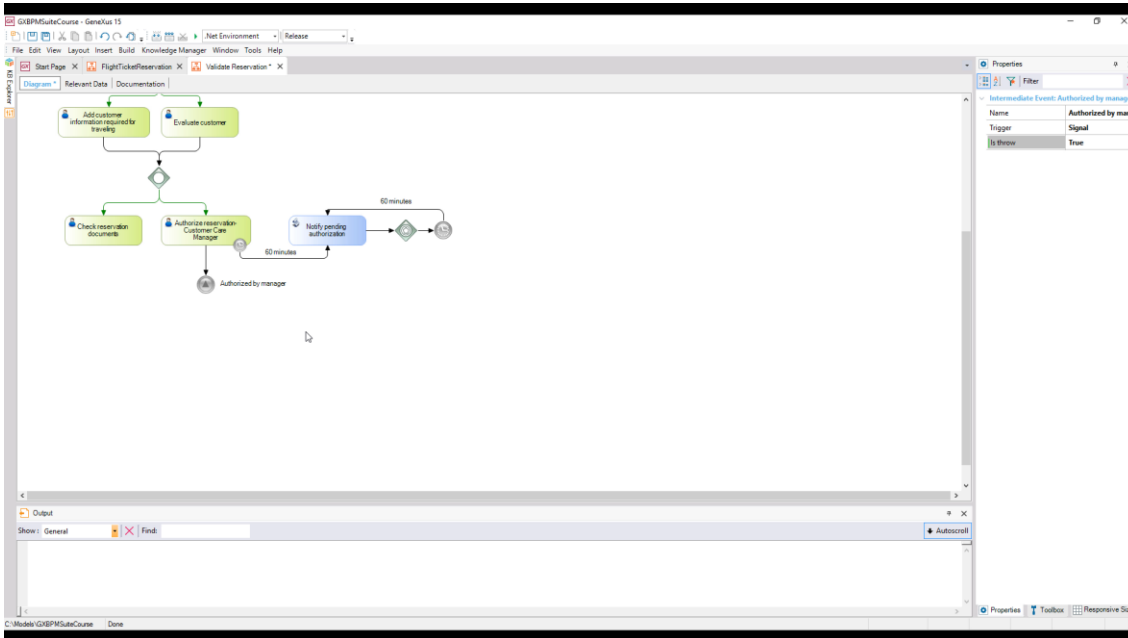 GXBPMSuiteCourse - GeneXus 15
.Net Environment Release
File Edit View Layout Insert Build Knowledge Manager Window Tools Help
Start Page X FlightTicketReservation X Validate Reservation * X
Diagram * Relevant Data Documentation
KB Explorer
Add customer
information required for
traveling
Evaluate customer
Check reservation
documents
Authorize reservation-
Customer Care
Manager
60 minutes
Notify pending
authorization
60 minutes
Authorized by manager
Properties
Filter
Intermediate Event: Authorized by manag
Name Authorized by ma
Trigger Signal
Is throw True
Output
Show: General Find:
Autoscroll
Properties Toolbox Responsive Si
C:\Models\GXBPMSuiteCourse Done